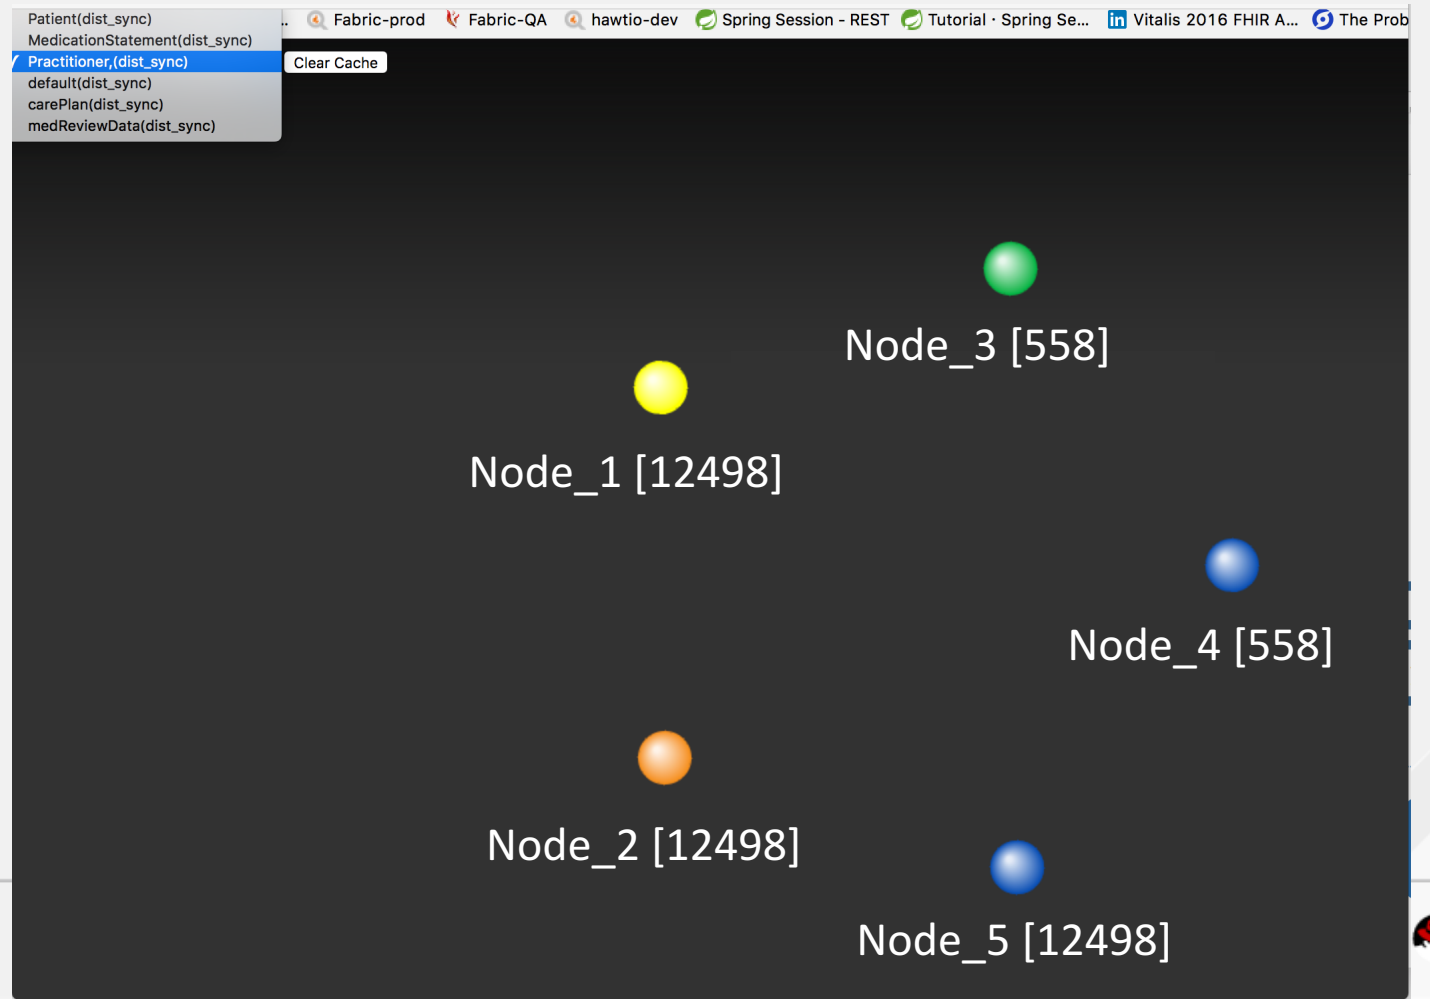 Patient(dist_sync)
MedicationStatement(dist_sync)
Practitioner,(dist_sync)
default(dist_sync)
carePlan(dist_sync)
medReviewData(dist_sync)
.. Fabric-prod Fabric-QA hawtio-dev Spring Session - REST Tutorial · Spring Se... Vitalis 2016 FHIR A... The Prob
Clear Cache
Node_3 [558]
Node_1 [12498]
Node_4 [558]
Node_2 [12498]
Node_5 [12498]